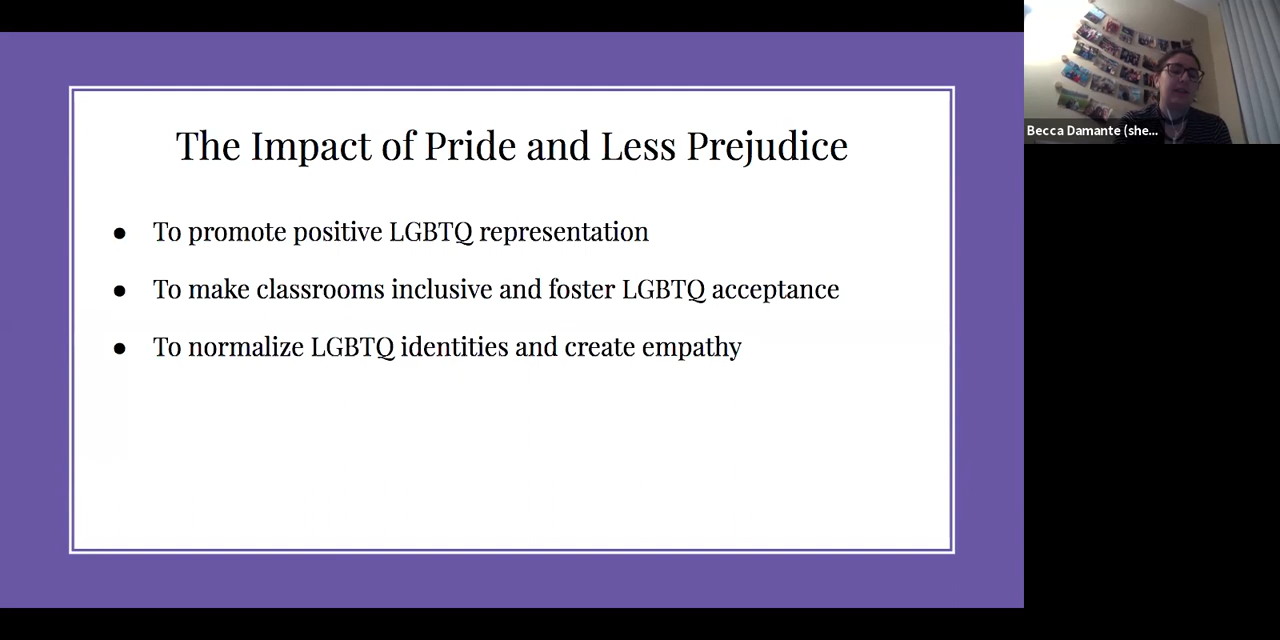 The Impact of Pride and Less Prejudice
● To promote positive LGBTQ representation
● To make classrooms inclusive and foster LGBTQ acceptance
● To normalize LGBTQ identities and create empathy
Becca Damante (she...